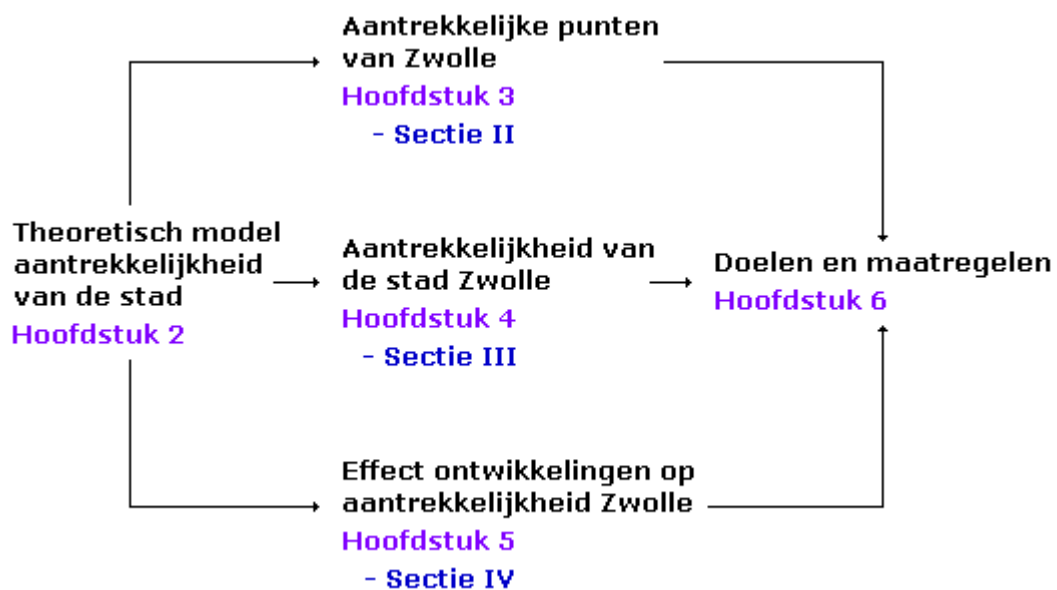 Aantrekkelijke punten
van Zwolle
Hoofdstuk 3
- Sectie II
Theoretisch model
aantrekkelijkheid
van de stad
Hoofdstuk 2
Aantrekkelijkheid van
de stad Zwolle
Hoofdstuk 4
- Sectie III
Doelen en maatregelen
Hoofdstuk 6
Effect ontwikkelingen op
aantrekkelijkheid Zwolle
Hoofdstuk 5
- Sectie IV